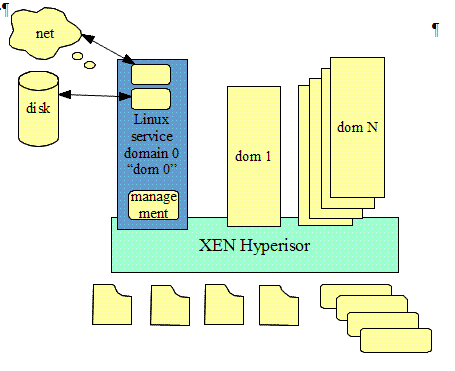 ¶
¶
net
disk
Linux
service
domain 0
“dom 0”
manage
ment
dom 1
dom N
XEN Hyperisor